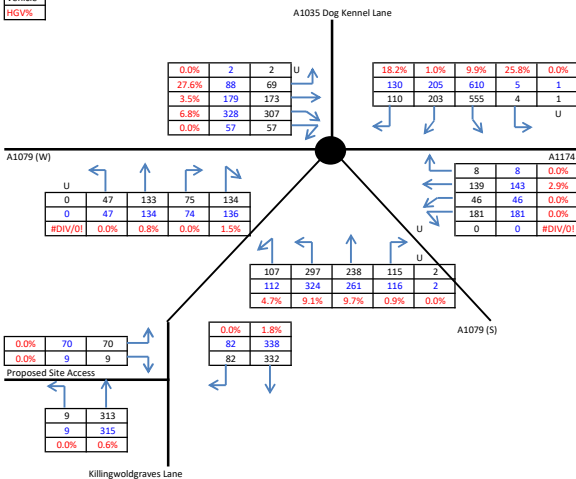 HGV%
A1035 Dog Kennel Lane
0.0% 2 2 U
27.6% 88 69
3.5% 179 173
6.8% 328 307
0.0% 57 57
18.2% 1.0% 9.9% 25.8% 0.0%
130 205 610 5 1
110 203 555 4 1
U
A1079 (W)
A1174
U
0 47 133 75 134
0 47 134 74 136
#DIV/0! 0.0% 0.8% 0.0% 1.5%
8 8 0.0%
139 143 2.9%
46 46 0.0%
181 181 0.0%
U 0 0 #DIV/0!
U
107 297 238 115 2
112 324 261 116 2
4.7% 9.1% 9.7% 0.9% 0.0%
A1079 (S)
0.0% 70 70
0.0% 9 9
Proposed Site Access
0.0% 1.8%
82 338
82 332
9 313
9 315
0.0% 0.6%
Killingwoldgraves Lane